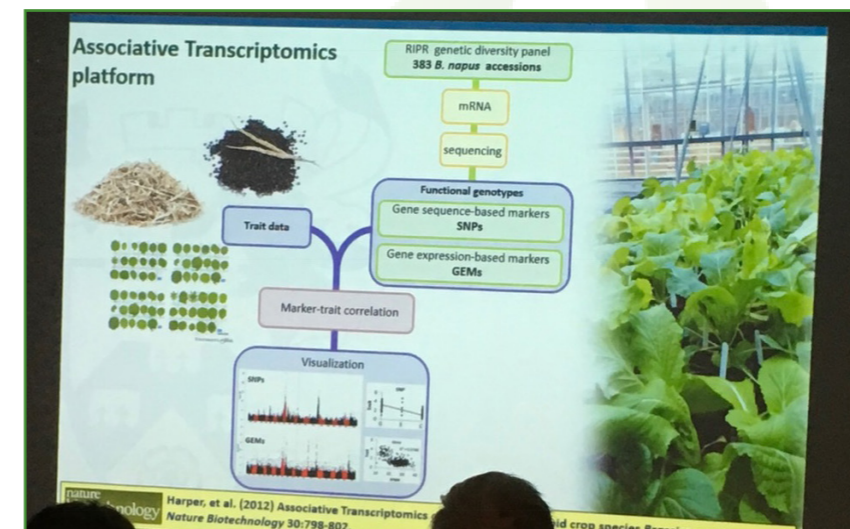 Associative Transcriptomics
platform
RIPR genetic diversity panel
383 B. napus accessions
mRNA
sequencing
Functional genotypes
Gene sequence-based markers
SNPs
Gene expression-based markers
GEMs
Trait data
Marker-trait correlation
Visualization
SNPs
GEMs
nature
nology
Harper, et al. (2012) Associative Transcriptomics
id crop species
Nature Biotechnology 30:798-802